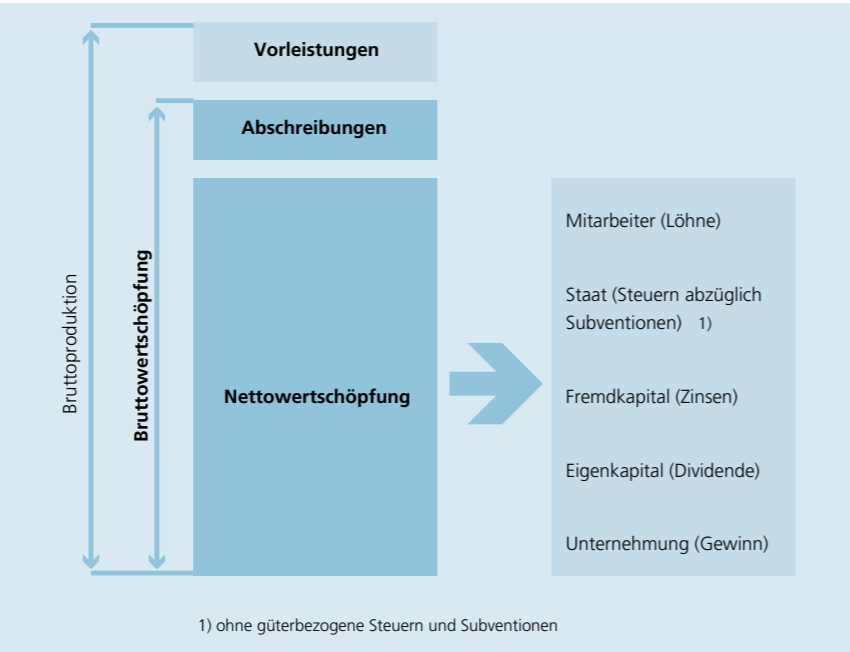 Vorleistungen
Abschreibungen
Bruttoproduktion
Bruttowertschöpfung
Nettowertschöpfung
Mitarbeiter (Löhne)
Staat (Steuern abzüglich
Subventionen) 1)
Fremdkapital (Zinsen)
Eigenkapital (Dividende)
Unternehmung (Gewinn)
1) ohne güterbezogene Steuern und Subventionen